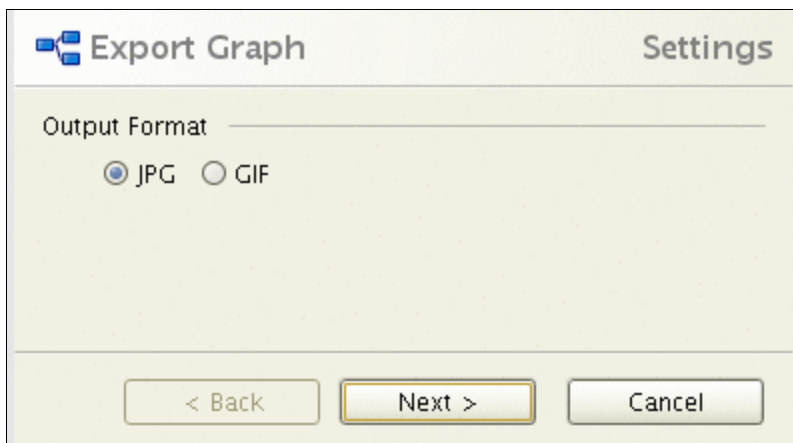 Export Graph Settings
Output Format
JPG GIF
< Back Next > Cancel